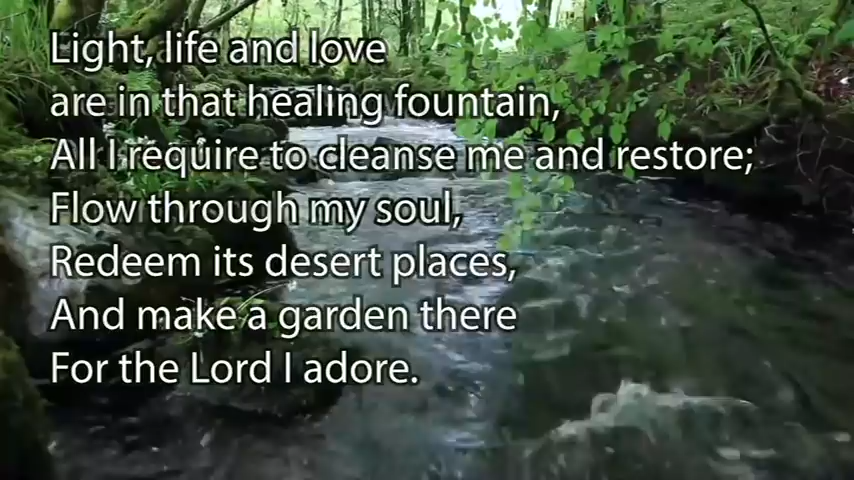 Light, life and love
are in that healing fountain,
All I require to cleanse me and restore;
Flow through my soul,
Redeem its desert places,
And make a garden there
For the Lord I adore.